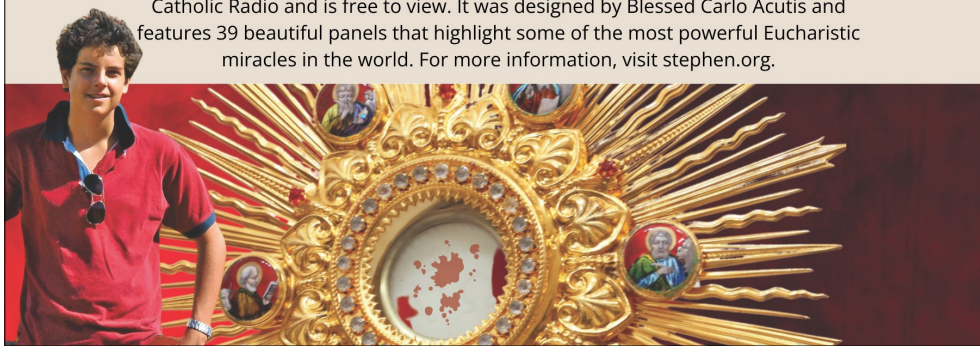 Catholic Radio and is free to view. It was designed by Blessed Carlo Acutis and
features 39 beautiful panels that highlight some of the most powerful Eucharistic
miracles in the world. For more information, visit stephen.org.